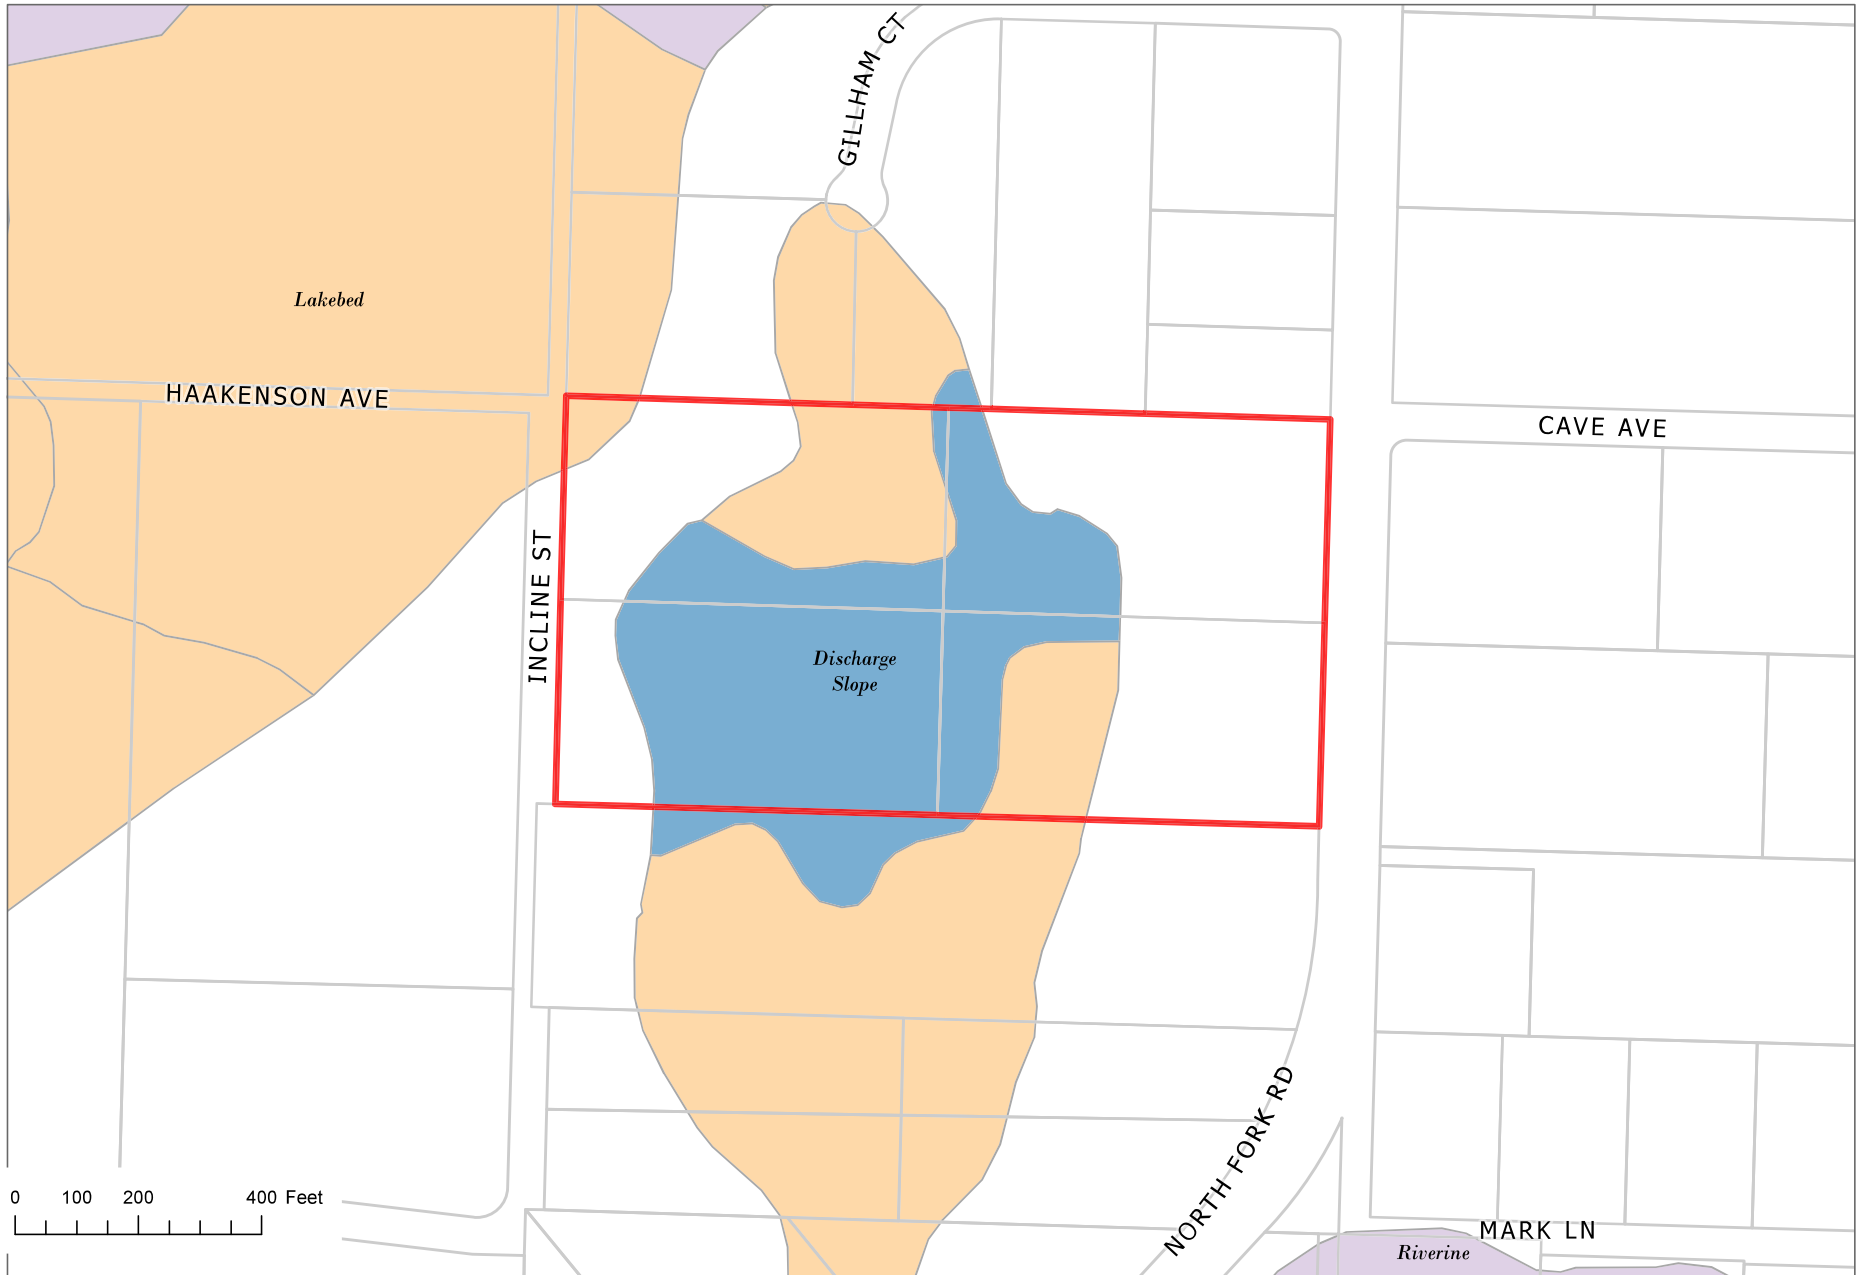 GILLHAM CT
Lakebed
HAAKENSON AVE
CAVE AVE
INCLINE ST
Discharge
Slope
NORTH FORK RD
0 100 200 400 Feet
MARK LN
Riverine